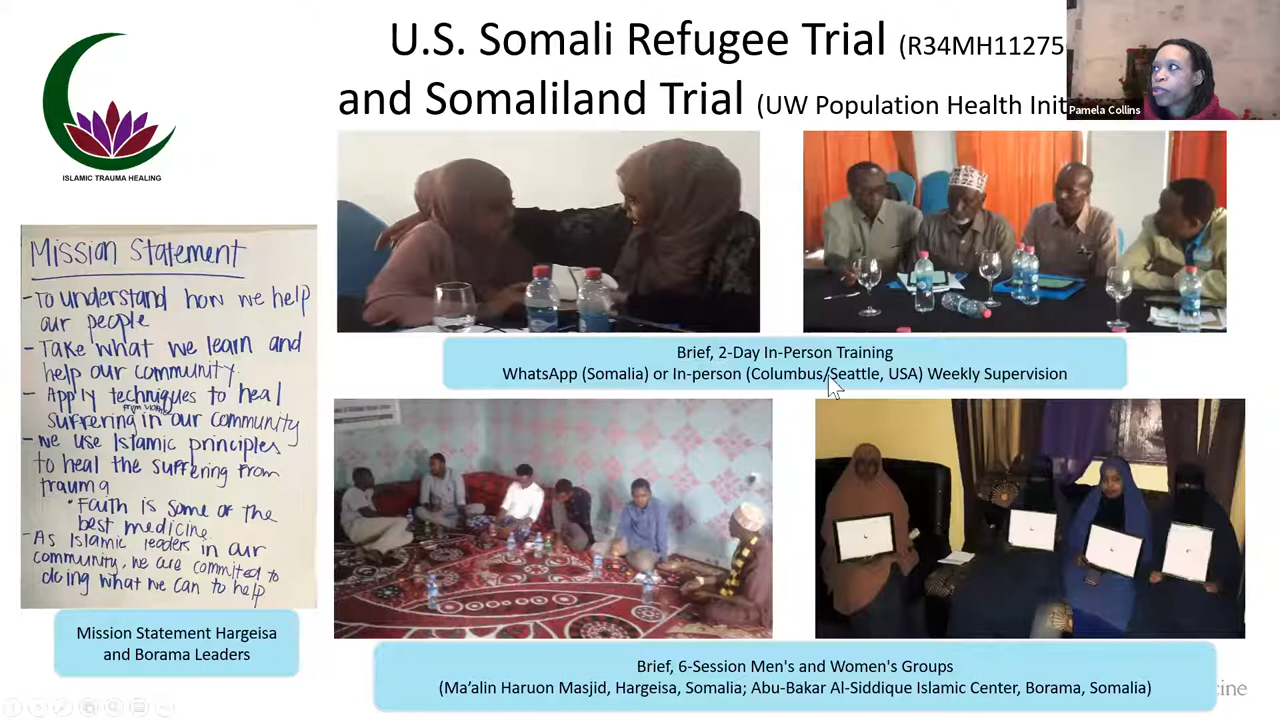 U.S. Somali Refugee Trial (R34MH11275
and Somaliland Trial (UW Population Health Init
Pamela Collins
ISLAMIC TRAUMA HEALING
Mission Statement
- To understand how we help
our people
- Take what we learn and
help our community.
- Apply techniques to heal
suffering from violence in our community
- We use Islamic principles
to heal the suffering from
trauma
• Faith is some of the
best medicine.
- As Islamic leaders in our
community, we are committed to
doing what we can to help
Mission Statement Hargeisa
and Borama Leaders
Brief, 2-Day In-Person Training
WhatsApp (Somalia) or In-person (Columbus/Seattle, USA) Weekly Supervision
Brief, 6-Session Men's and Women's Groups
(Ma’alin Haruon Masjid, Hargeisa, Somalia; Abu-Bakar Al-Siddique Islamic Center, Borama, Somalia)
cine